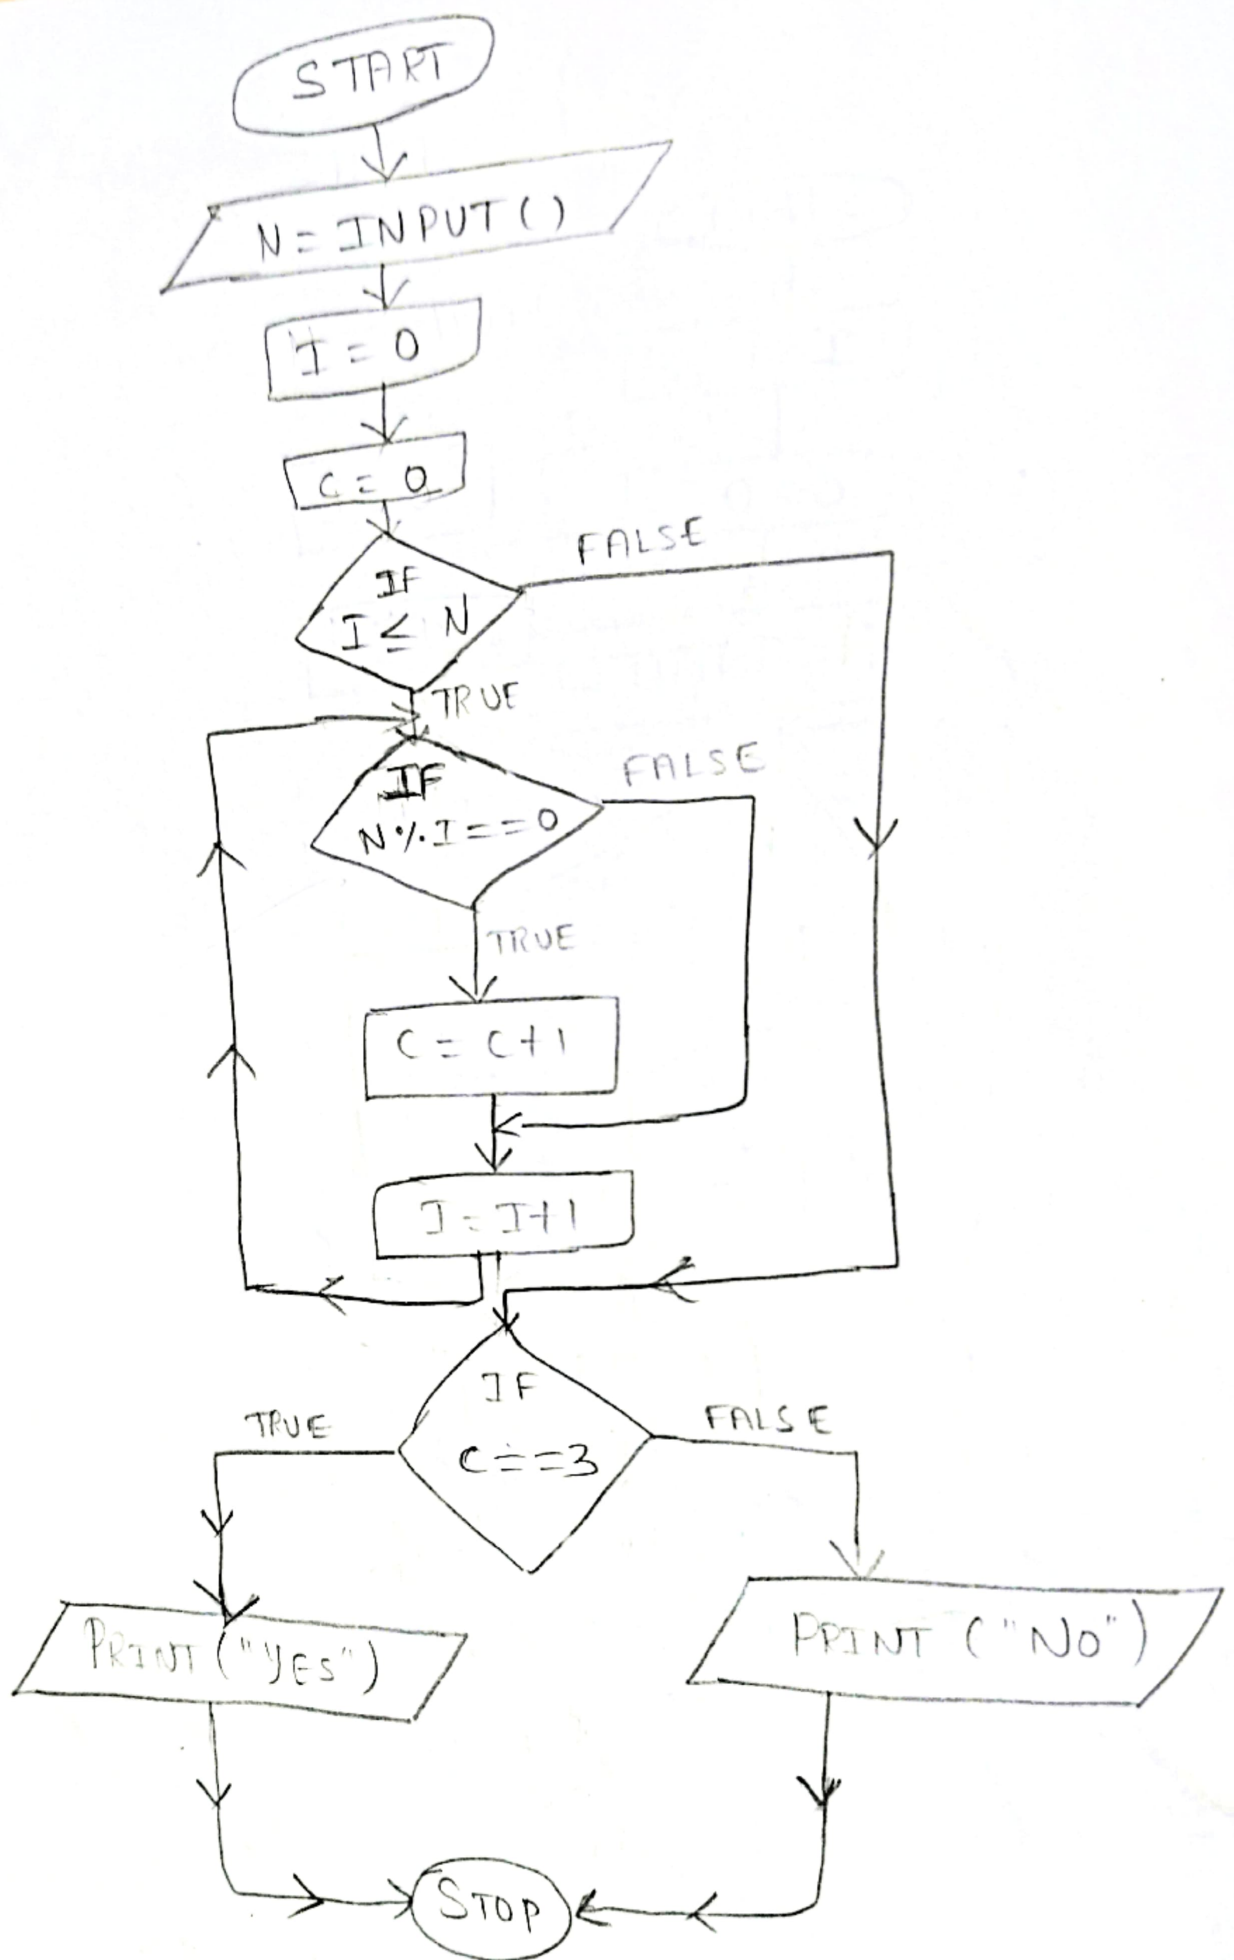 START
N = INPUT ( )
I = 0
C = 0
IF
I ≤ N
FALSE
TRUE
IF
N % I == 0
FALSE
TRUE
C = C + 1
I = I + 1
IF
C == 3
TRUE
FALSE
PRINT ("YES")
PRINT ("NO")
STOP